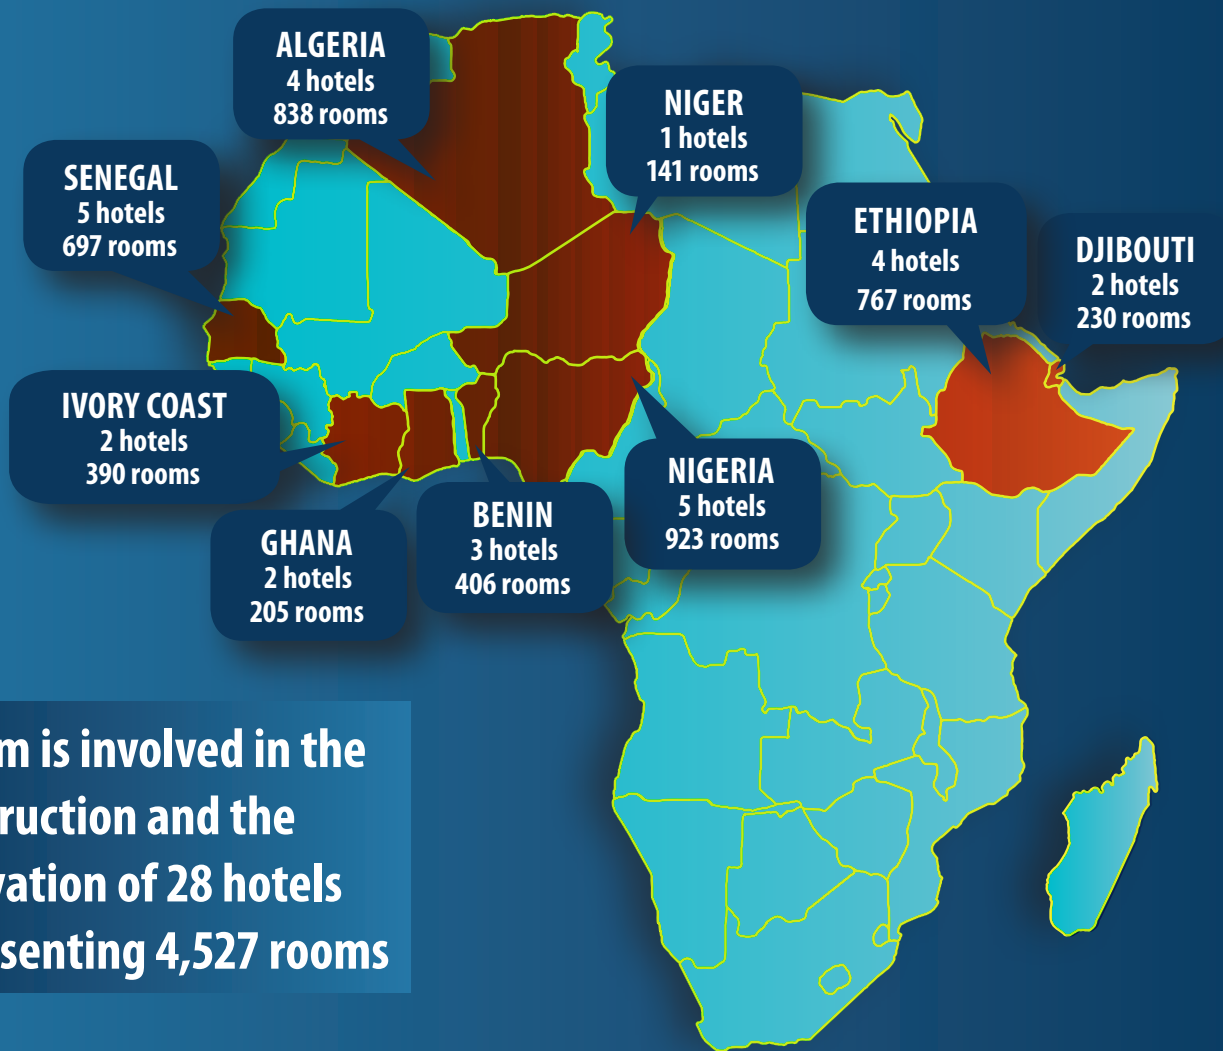 ALGERIA
4 hotels
838 rooms
NIGER
1 hotels
141 rooms
SENEGAL
5 hotels
697 rooms
ETHIOPIA
4 hotels
767 rooms
DJIBOUTI
2 hotels
230 rooms
IVORY COAST
2 hotels
390 rooms
GHANA
2 hotels
205 rooms
BENIN
3 hotels
406 rooms
NIGERIA
5 hotels
923 rooms
is involved in the
and the
of 28 hotels
4,527 rooms